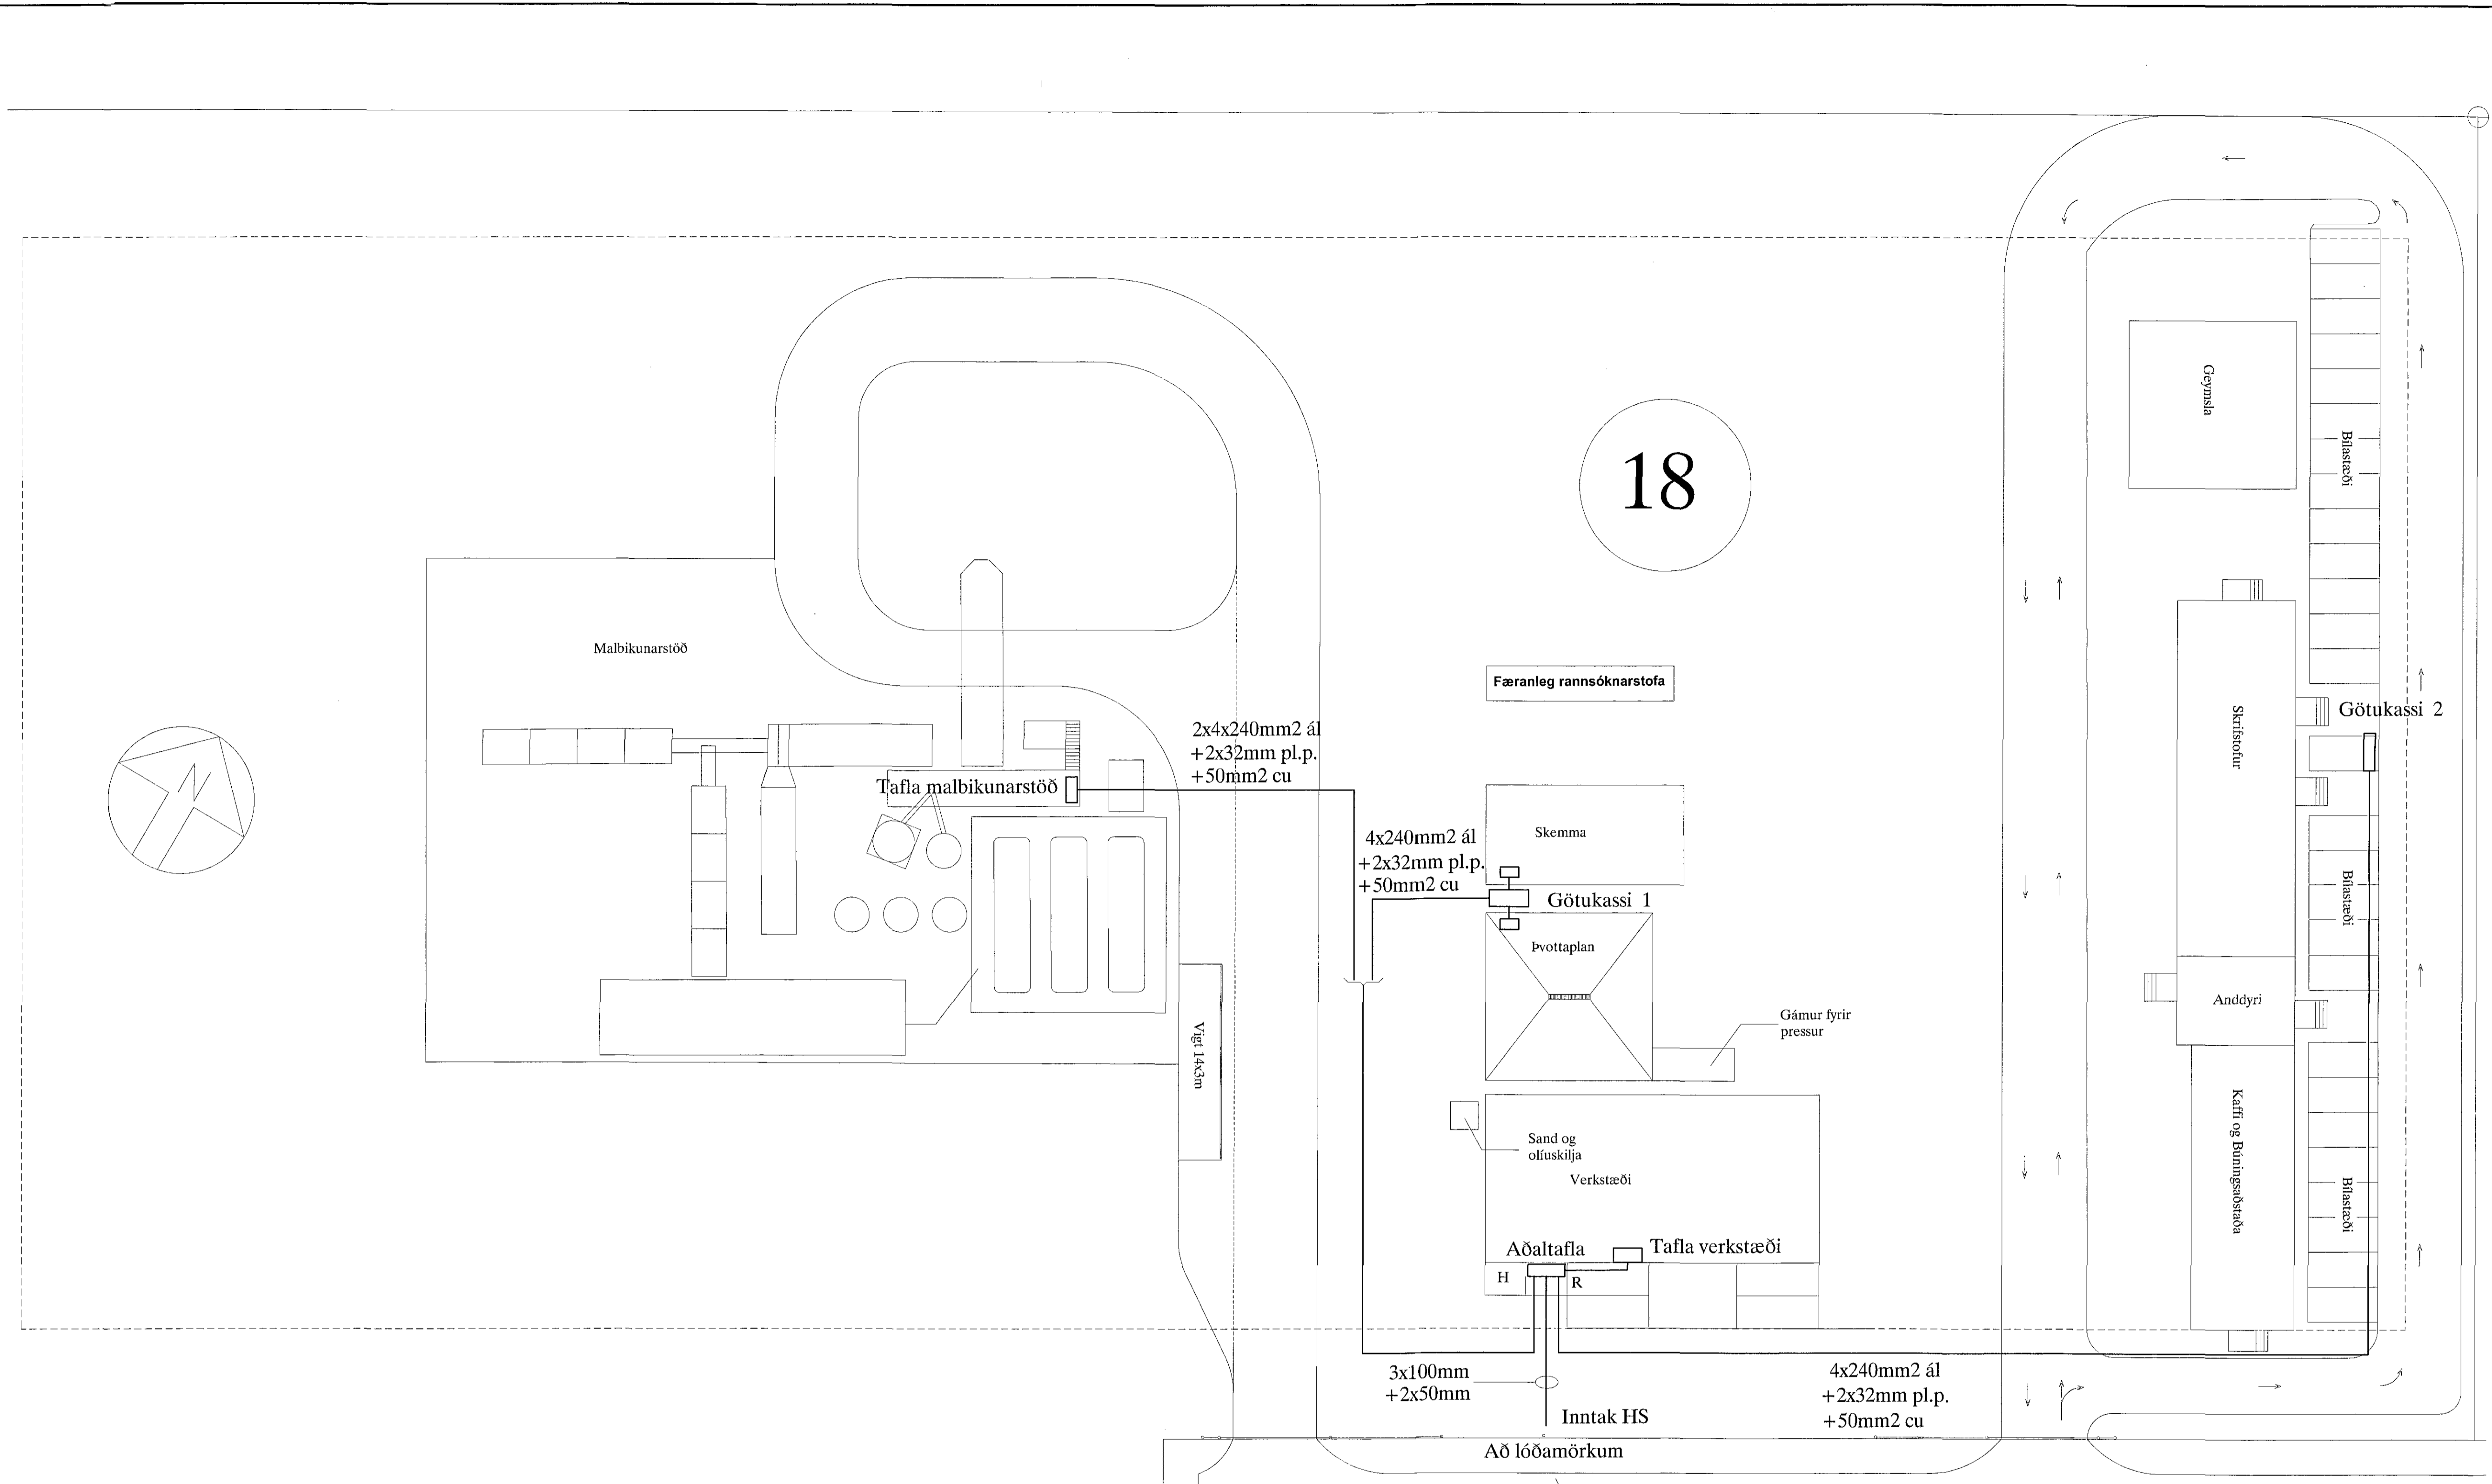 18
Geymsla
Bílastæði
Malbikunarstöð
Færanleg rannsóknarstofa
Skrifstofur
Götukassi 2
2x4x240mm2 ál
+2x32mm pl.p.
+50mm2 cu
Tafla malbikunarstöð
N
4x240mm2 ál
+2x32mm pl.p.
+50mm2 cu
Skemma
Götukassi 1
Bílastæði
Þvottaplan
Anddyri
Gámur fyrir
pressur
Vigt 14x3m
Sand og
olíuskilja
Verkstæði
Kaffi og Búningsaðstaða
Bílastæði
Aðaltafla
Tafla verkstæði
H
R
3x100mm
+2x50mm
4x240mm2 ál
+2x32mm pl.p.
+50mm2 cu
Inntak HS
Að lóðamörkum